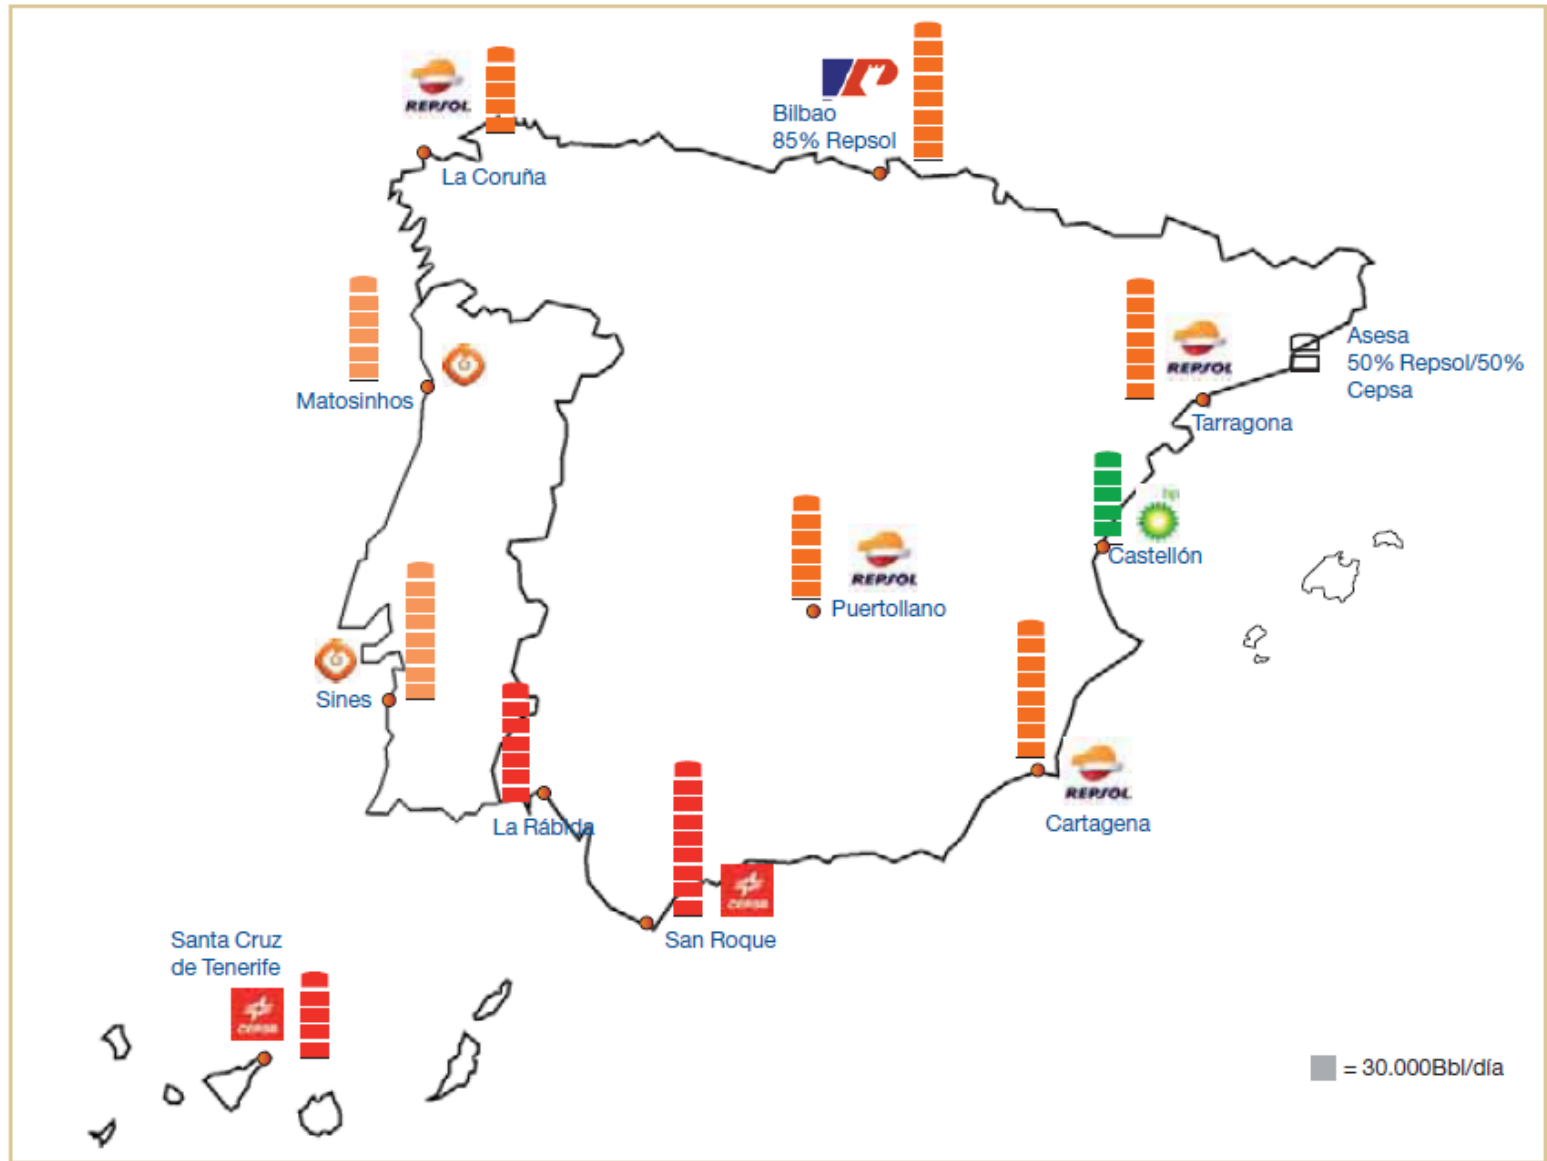 REPSOL
La Coruña
Bilbao
85% Repsol
Matosinhos
REPSOL
Tarragona
Asesa
50% Repsol/50%
Cepsa
bp
Castellón
REPSOL
Puertollano
Sines
La Rábida
REPSOL
Cartagena
CEPSA
San Roque
Santa Cruz
de Tenerife
CEPSA
= 30.000Bbl/día